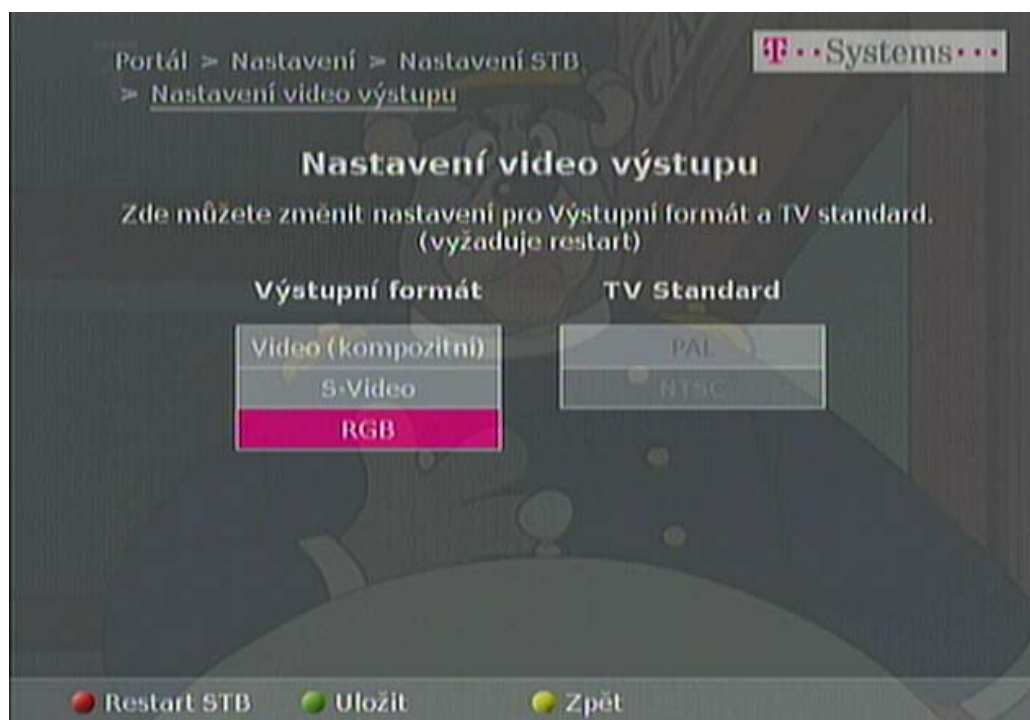 Portál > Nastavení > Nastavení STB
> Nastavení video výstupu
T··Systems···
Nastavení video výstupu
Zde můžete změnit nastavení pro Výstupní formát a TV standard.
(vyžaduje restart)
Výstupní formát
Video (kompozitní)
S-Video
RGB
TV Standard
PAL
NTSC
Restart STB
Uložit
Zpět